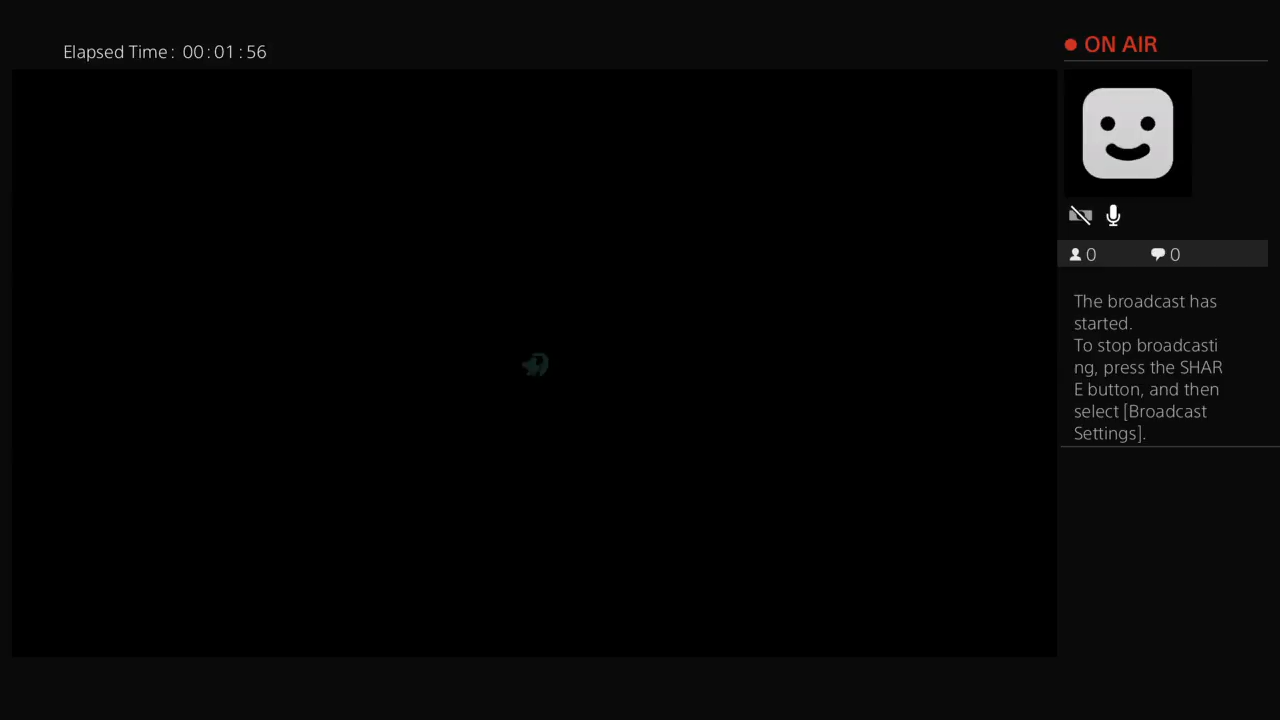 Elapsed Time: 00:01:56
ON AIR
0 0
The broadcast has
started.
To stop broadcasti
ng, press the SHAR
E button, and then
select [Broadcast
Settings].